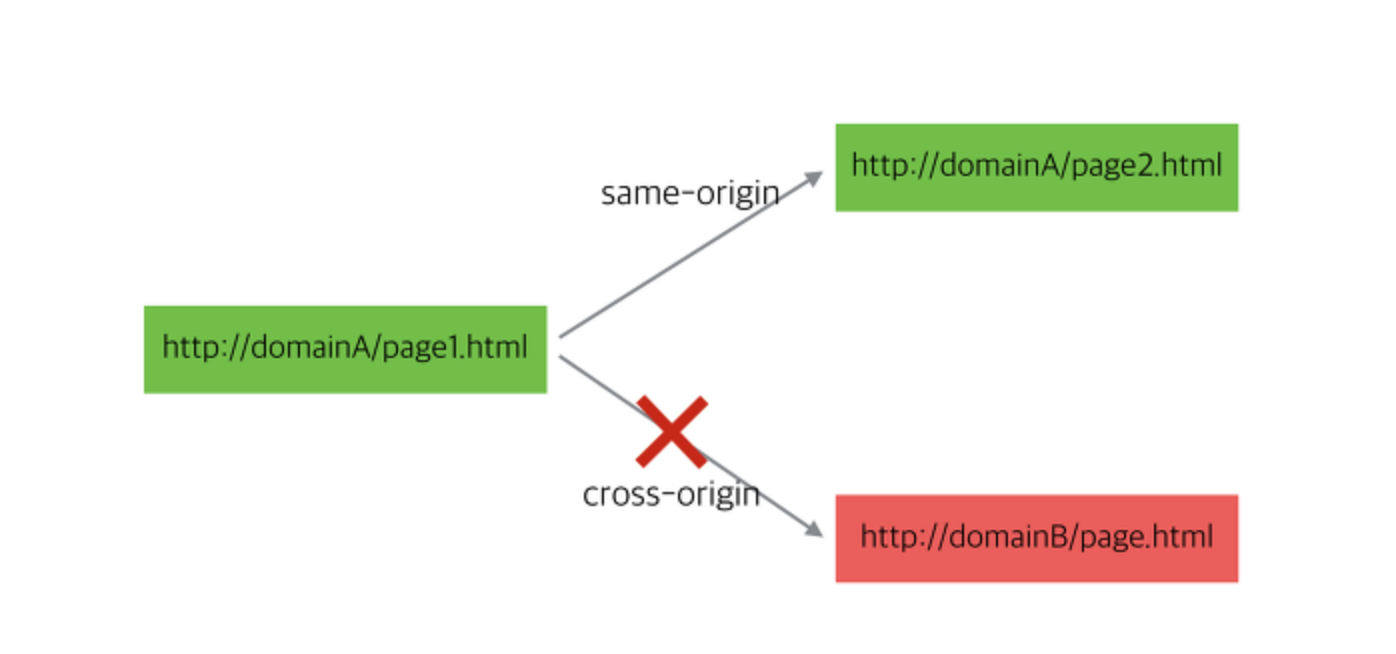 http://domainA/page2.html
same-origin
http://domainA/page1.html
cross-origin
http://domainB/page.html